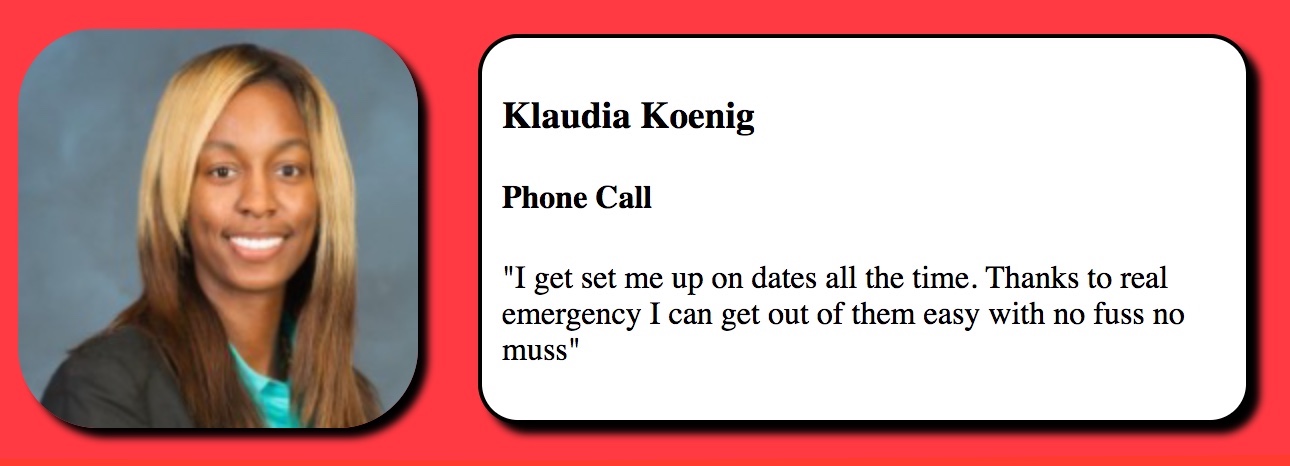 Klaudia Koenig
Phone Call
"I get set me up on dates all the time. Thanks to real
emergency I can get out of them easy with no fuss no
muss"